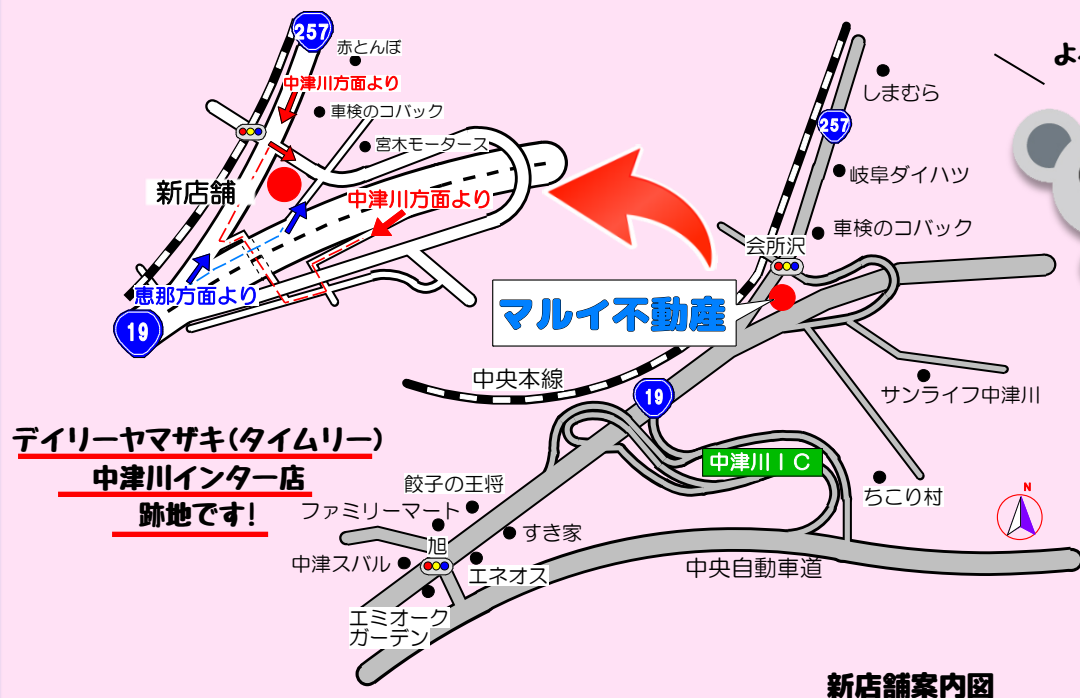 257
赤とんぼ
中津川方面より
車検のコバック
宮木モータース
新店舗
中津川方面より
恵那方面より
19
しまむら
257
岐阜ダイハツ
車検のコバック
会所沢
マルイ不動産
中央本線
19
サンライフ中津川
デイリーヤマザキ(タイムリー)
中津川インター店
跡地です!
中津川IC
ちこり村
N
餃子の王将
ファミリーマート
すき家
旭
中津スバル
エネオス
中央自動車道
エミオーク
ガーデン
新店舗案内図